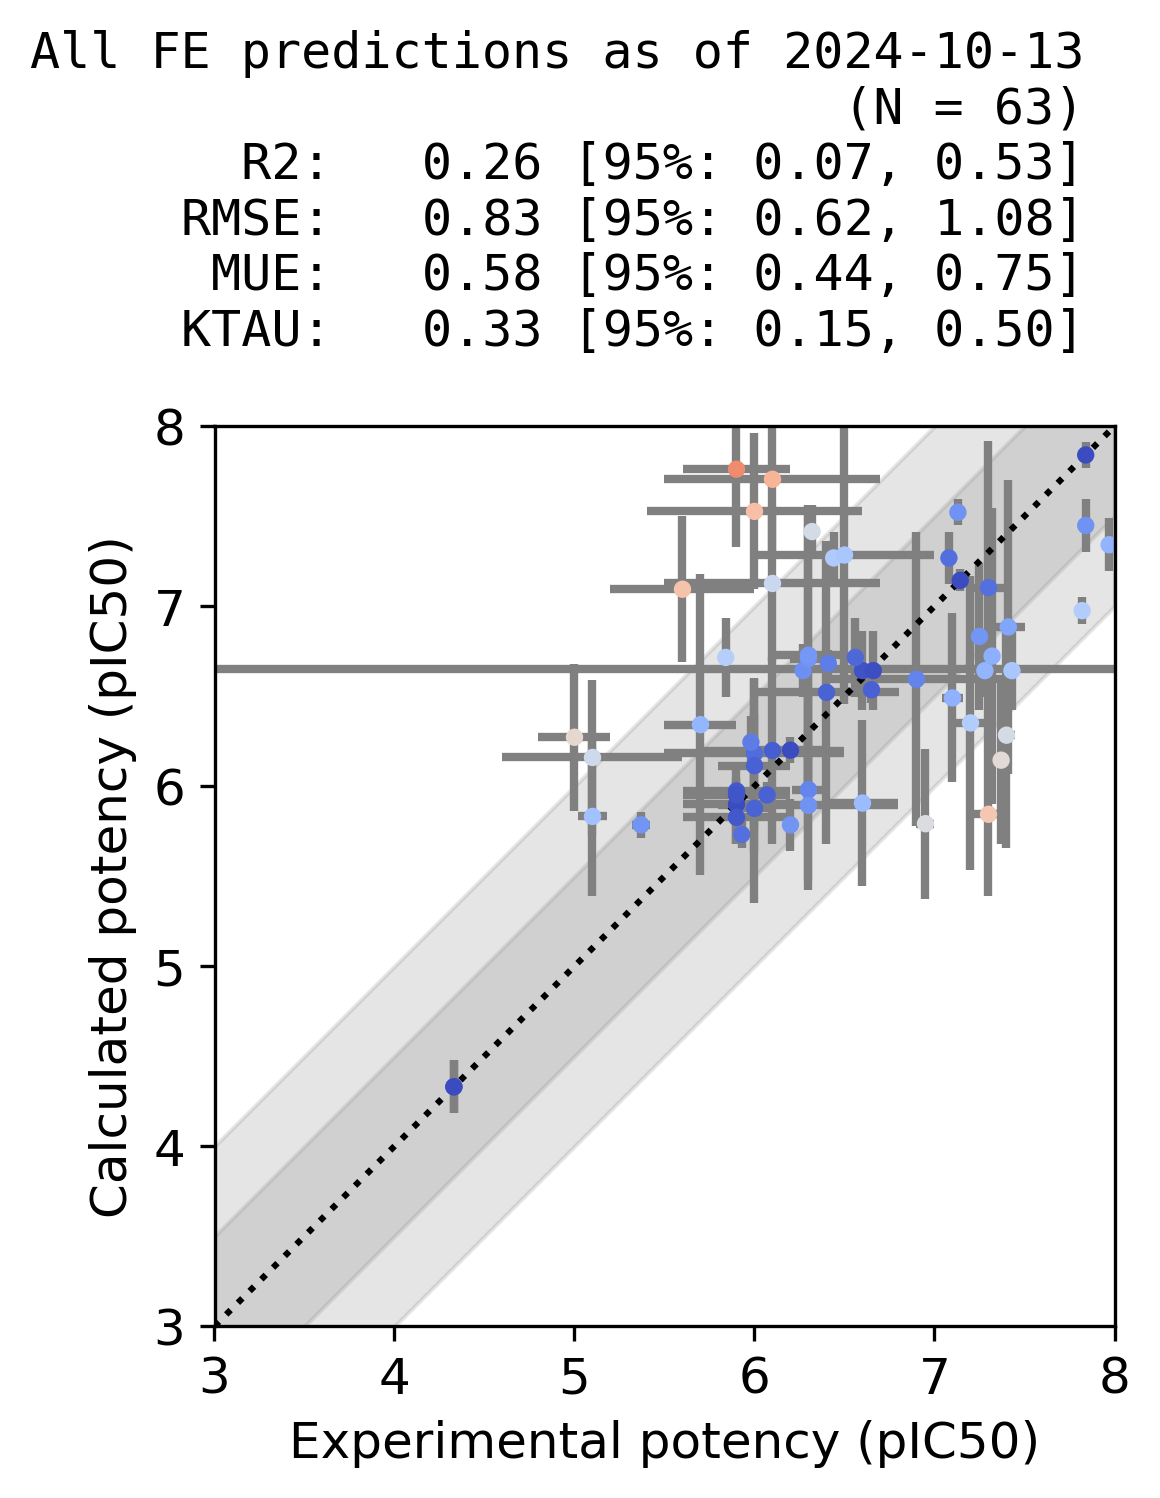 All FE predictions as of 2024-10-13
(N = 63)
R2: 0.26 [95%: 0.07, 0.53]
RMSE: 0.83 [95%: 0.62, 1.08]
MUE: 0.58 [95%: 0.44, 0.75]
KTAU: 0.33 [95%: 0.15, 0.50]
8
7
6
5
4
3
Calculated potency (pIC50)
3 4 5 6 7 8
Experimental potency (pIC50)